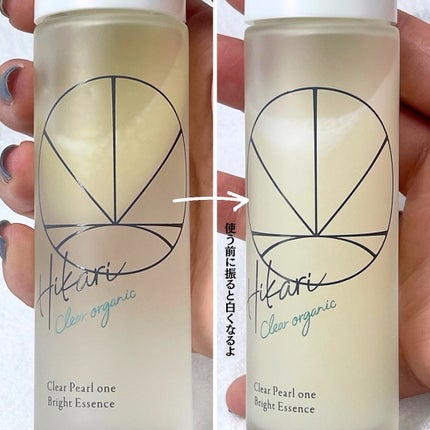 Hikari
Clear organic
Clear Pearl one
Bright Essence
使う前に振ると白くなるよ
Hikari
Clear organic
Clear Pearl one
Bright Essence